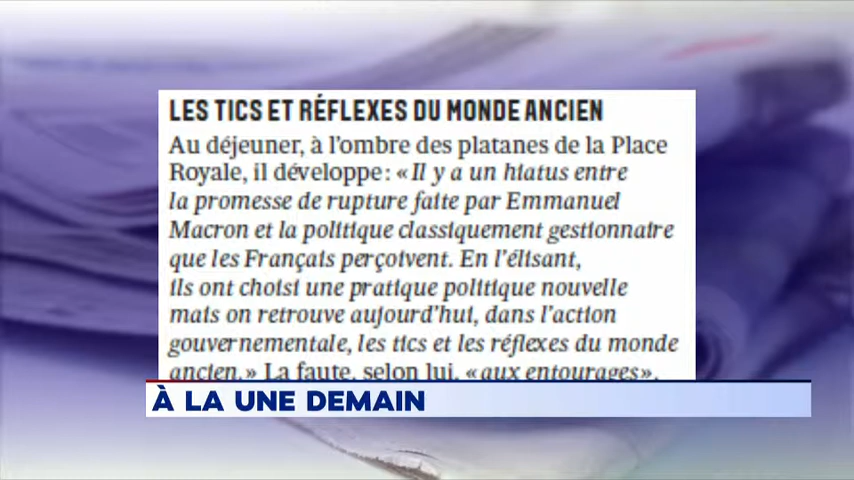 LES TICS ET RÉFLEXES DU MONDE ANCIEN
Au déjeuner, à l'ombre des platanes de la Place
Royale, il développe : « Il y a un hiatus entre
la promesse de rupture faite par Emmanuel
Macron et la politique classiquement gestionnaire
que les Français perçoivent. En l'élisant,
ils ont choisi une pratique politique nouvelle
mais on retrouve aujourd'hui, dans l'action
gouvernementale, les tics et les réflexes du monde
ancien. » La faute, selon lui, « aux entourages ».
À LA UNE DEMAIN